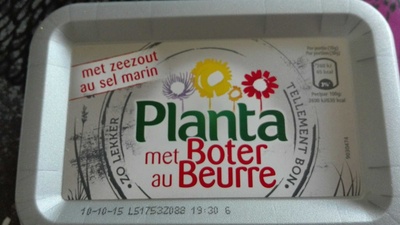 met zeezout
au sel marin
ZO LEKKER
TELLEMENT BON
Planta
met Boter
au Beurre
10-10-15 L5175320B8 19:30 6